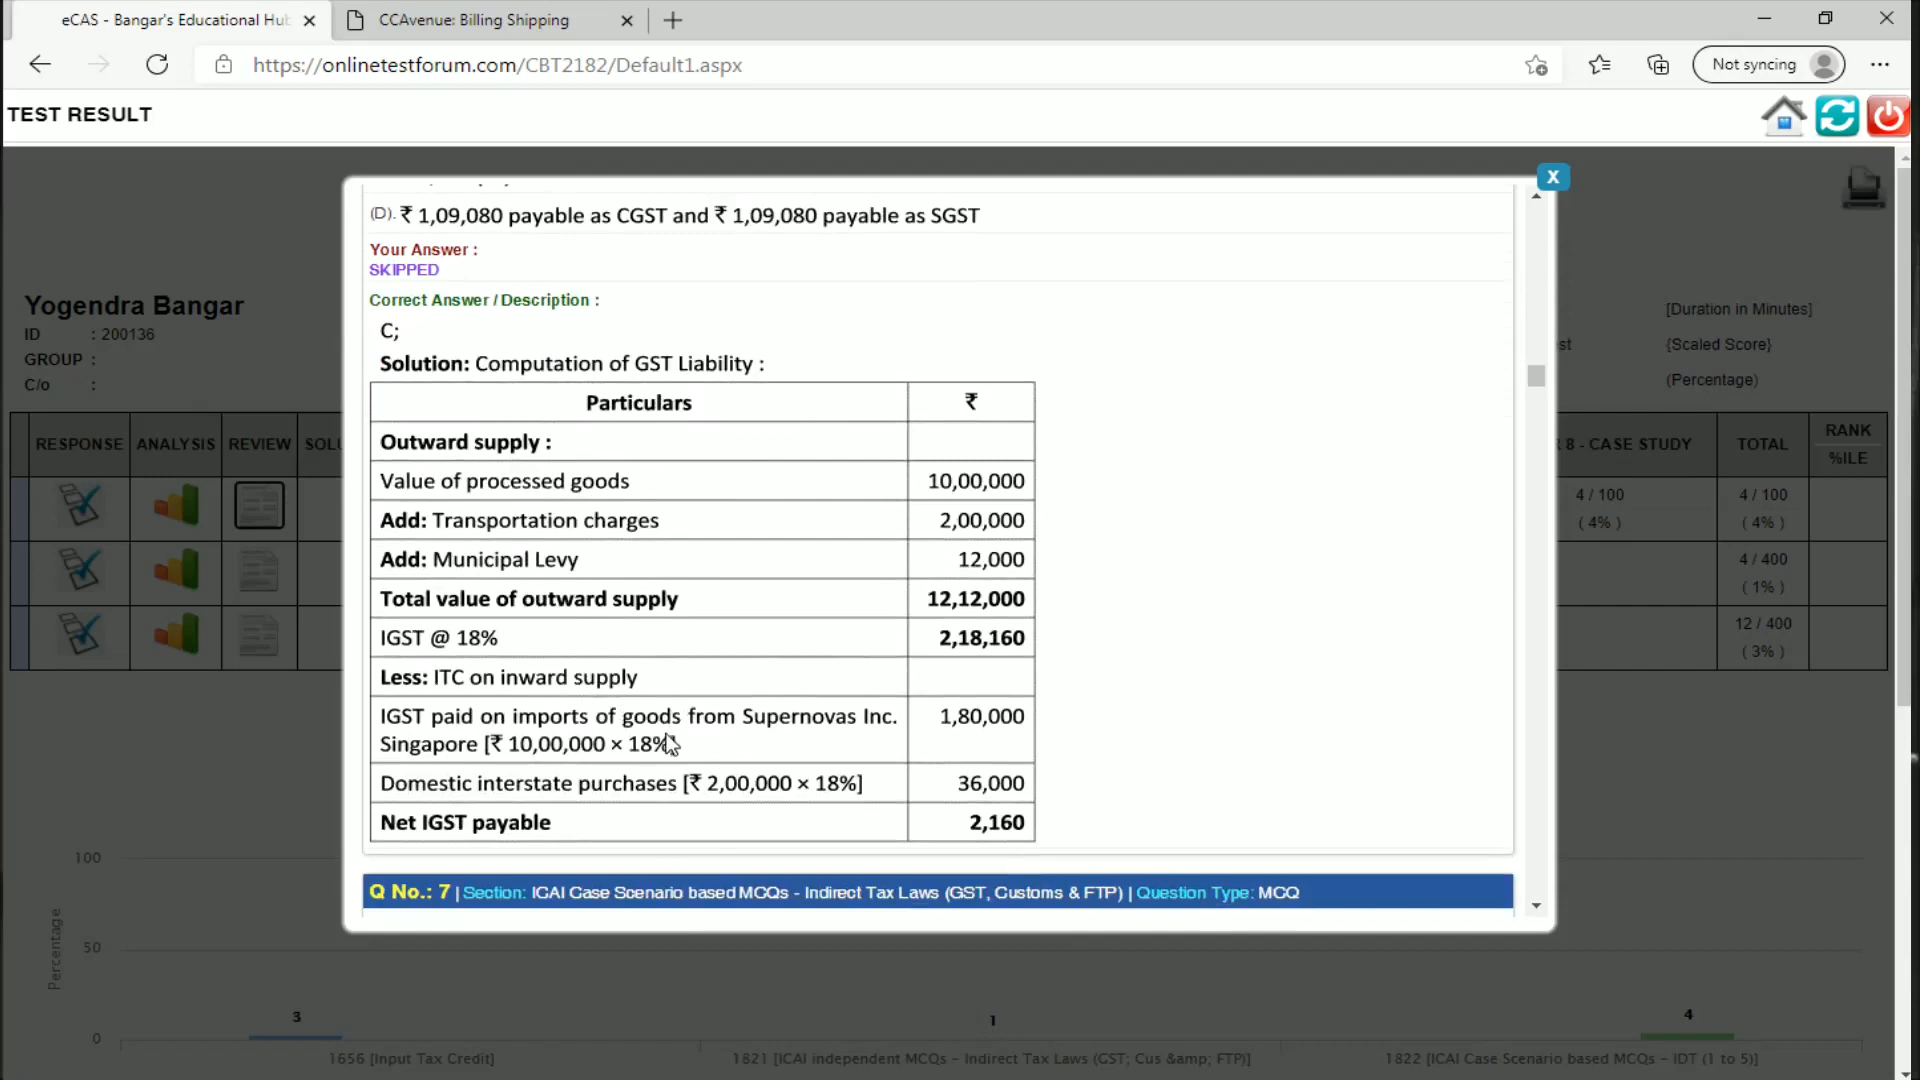 eCAS - Bangar's Educational Hub
CCAvenue: Billing Shipping
https://onlinetestforum.com/CBT2182/Default1.aspx
Not syncing
TEST RESULT
X
(D). ₹ 1,09,080 payable as CGST and ₹ 1,09,080 payable as SGST
Your Answer :
SKIPPED
Correct Answer / Description :
C;
Solution: Computation of GST Liability :
Particulars ₹
Outward supply :
Value of processed goods 10,00,000
Add: Transportation charges 2,00,000
Add: Municipal Levy 12,000
Total value of outward supply 12,12,000
IGST @ 18% 2,18,160
Less: ITC on inward supply
IGST paid on imports of goods from Supernovas Inc. 1,80,000
Singapore [₹ 10,00,000 × 18%]
Domestic interstate purchases [₹ 2,00,000 × 18%] 36,000
Net IGST payable 2,160
Q No.: 7 | Section: ICAI Case Scenario based MCQs - Indirect Tax Laws (GST, Customs & FTP) | Question Type: MCQ
Yogendra Bangar
ID : 200136
GROUP :
C/o :
[Duration in Minutes]
{Scaled Score}
(Percentage)
RESPONSE ANALYSIS REVIEW
8 - CASE STUDY TOTAL RANK
%ILE
4 / 100 4 / 100
( 4% ) ( 4% )
4 / 400
( 1% )
12 / 400
( 3% )
100
50
0
Percentage
3
1
4
1656 [Input Tax Credit]
1821 [ICAI independent MCQs – Indirect Tax Laws (GST; Cus &amp; FTP)]
1822 [ICAI Case Scenario based MCQs – IDT (1 to 5)]